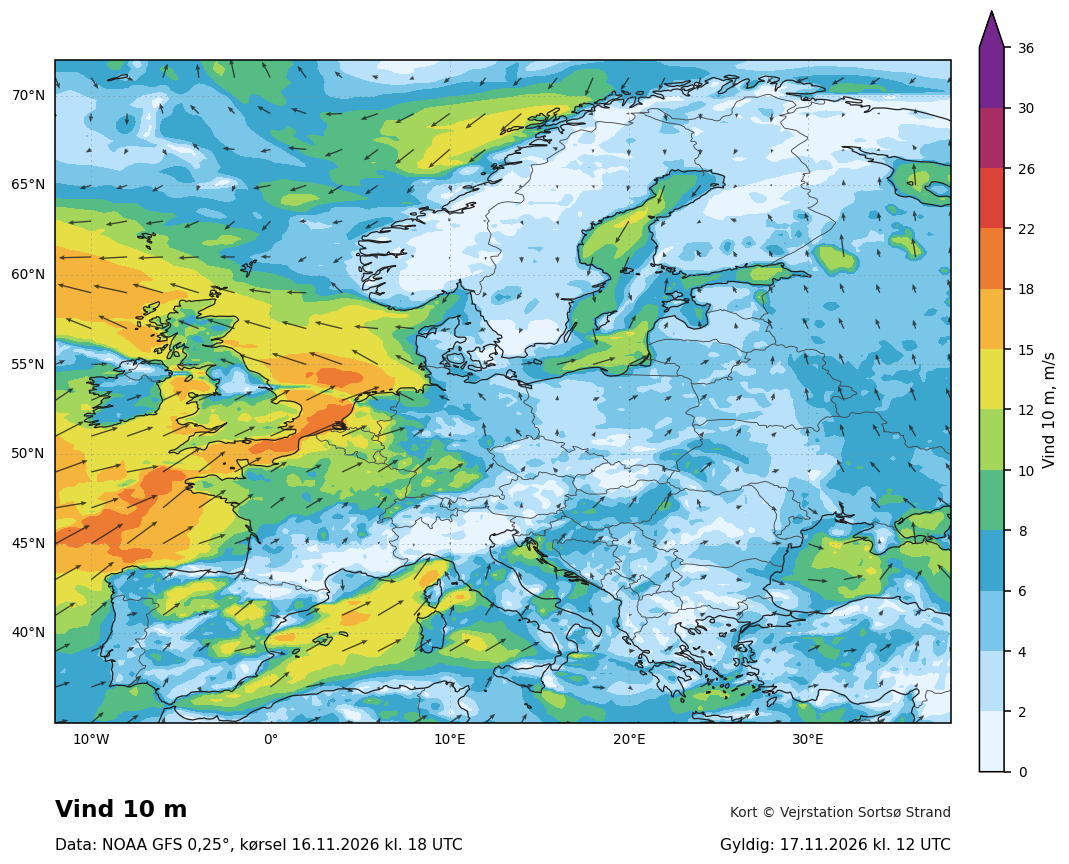 36
30
26
22
18
15
12
10
8
6
4
2
0
Vind 10 m, m/s
70°N
65°N
60°N
55°N
50°N
45°N
40°N
10°W
0°
10°E
20°E
30°E
Vind 10 m
Kort © Vejrstation Sortsø Strand
Data: NOAA GFS 0,25°, kørsel 16.11.2026 kl. 18 UTC
Gyldig: 17.11.2026 kl. 12 UTC